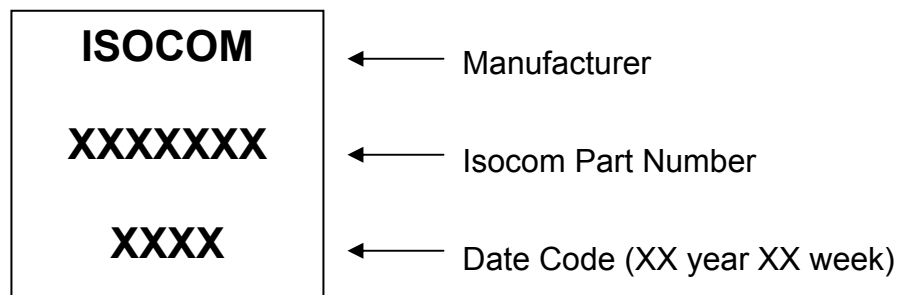 ISOCOM
Manufacturer
XXXXXXX
Isocom Part Number
XXXX
Date Code (XX year XX week)